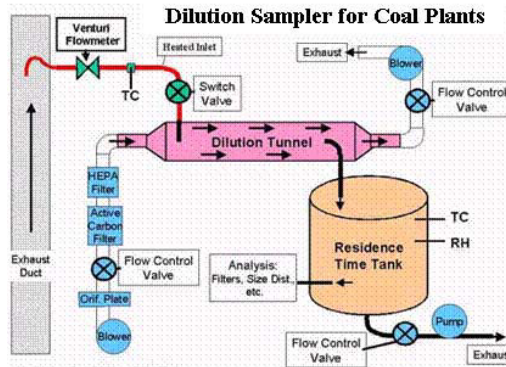 Dilution Sampler for Coal Plants
Venturi
Flowmeter
Heated Inlet
TC
Switch
Valve
Exhaust
Blower
Flow Control
Valve
Dilution Tunnel
HEPA
Filter
Active
Carbon
Filter
Flow Control
Valve
Exhaust
Duct
Orif. Plate
Blower
Analysis:
Filters, Size Dist.,
etc.
Residence
Time Tank
TC
RH
Flow Control
Valve
Pump
Exhaust